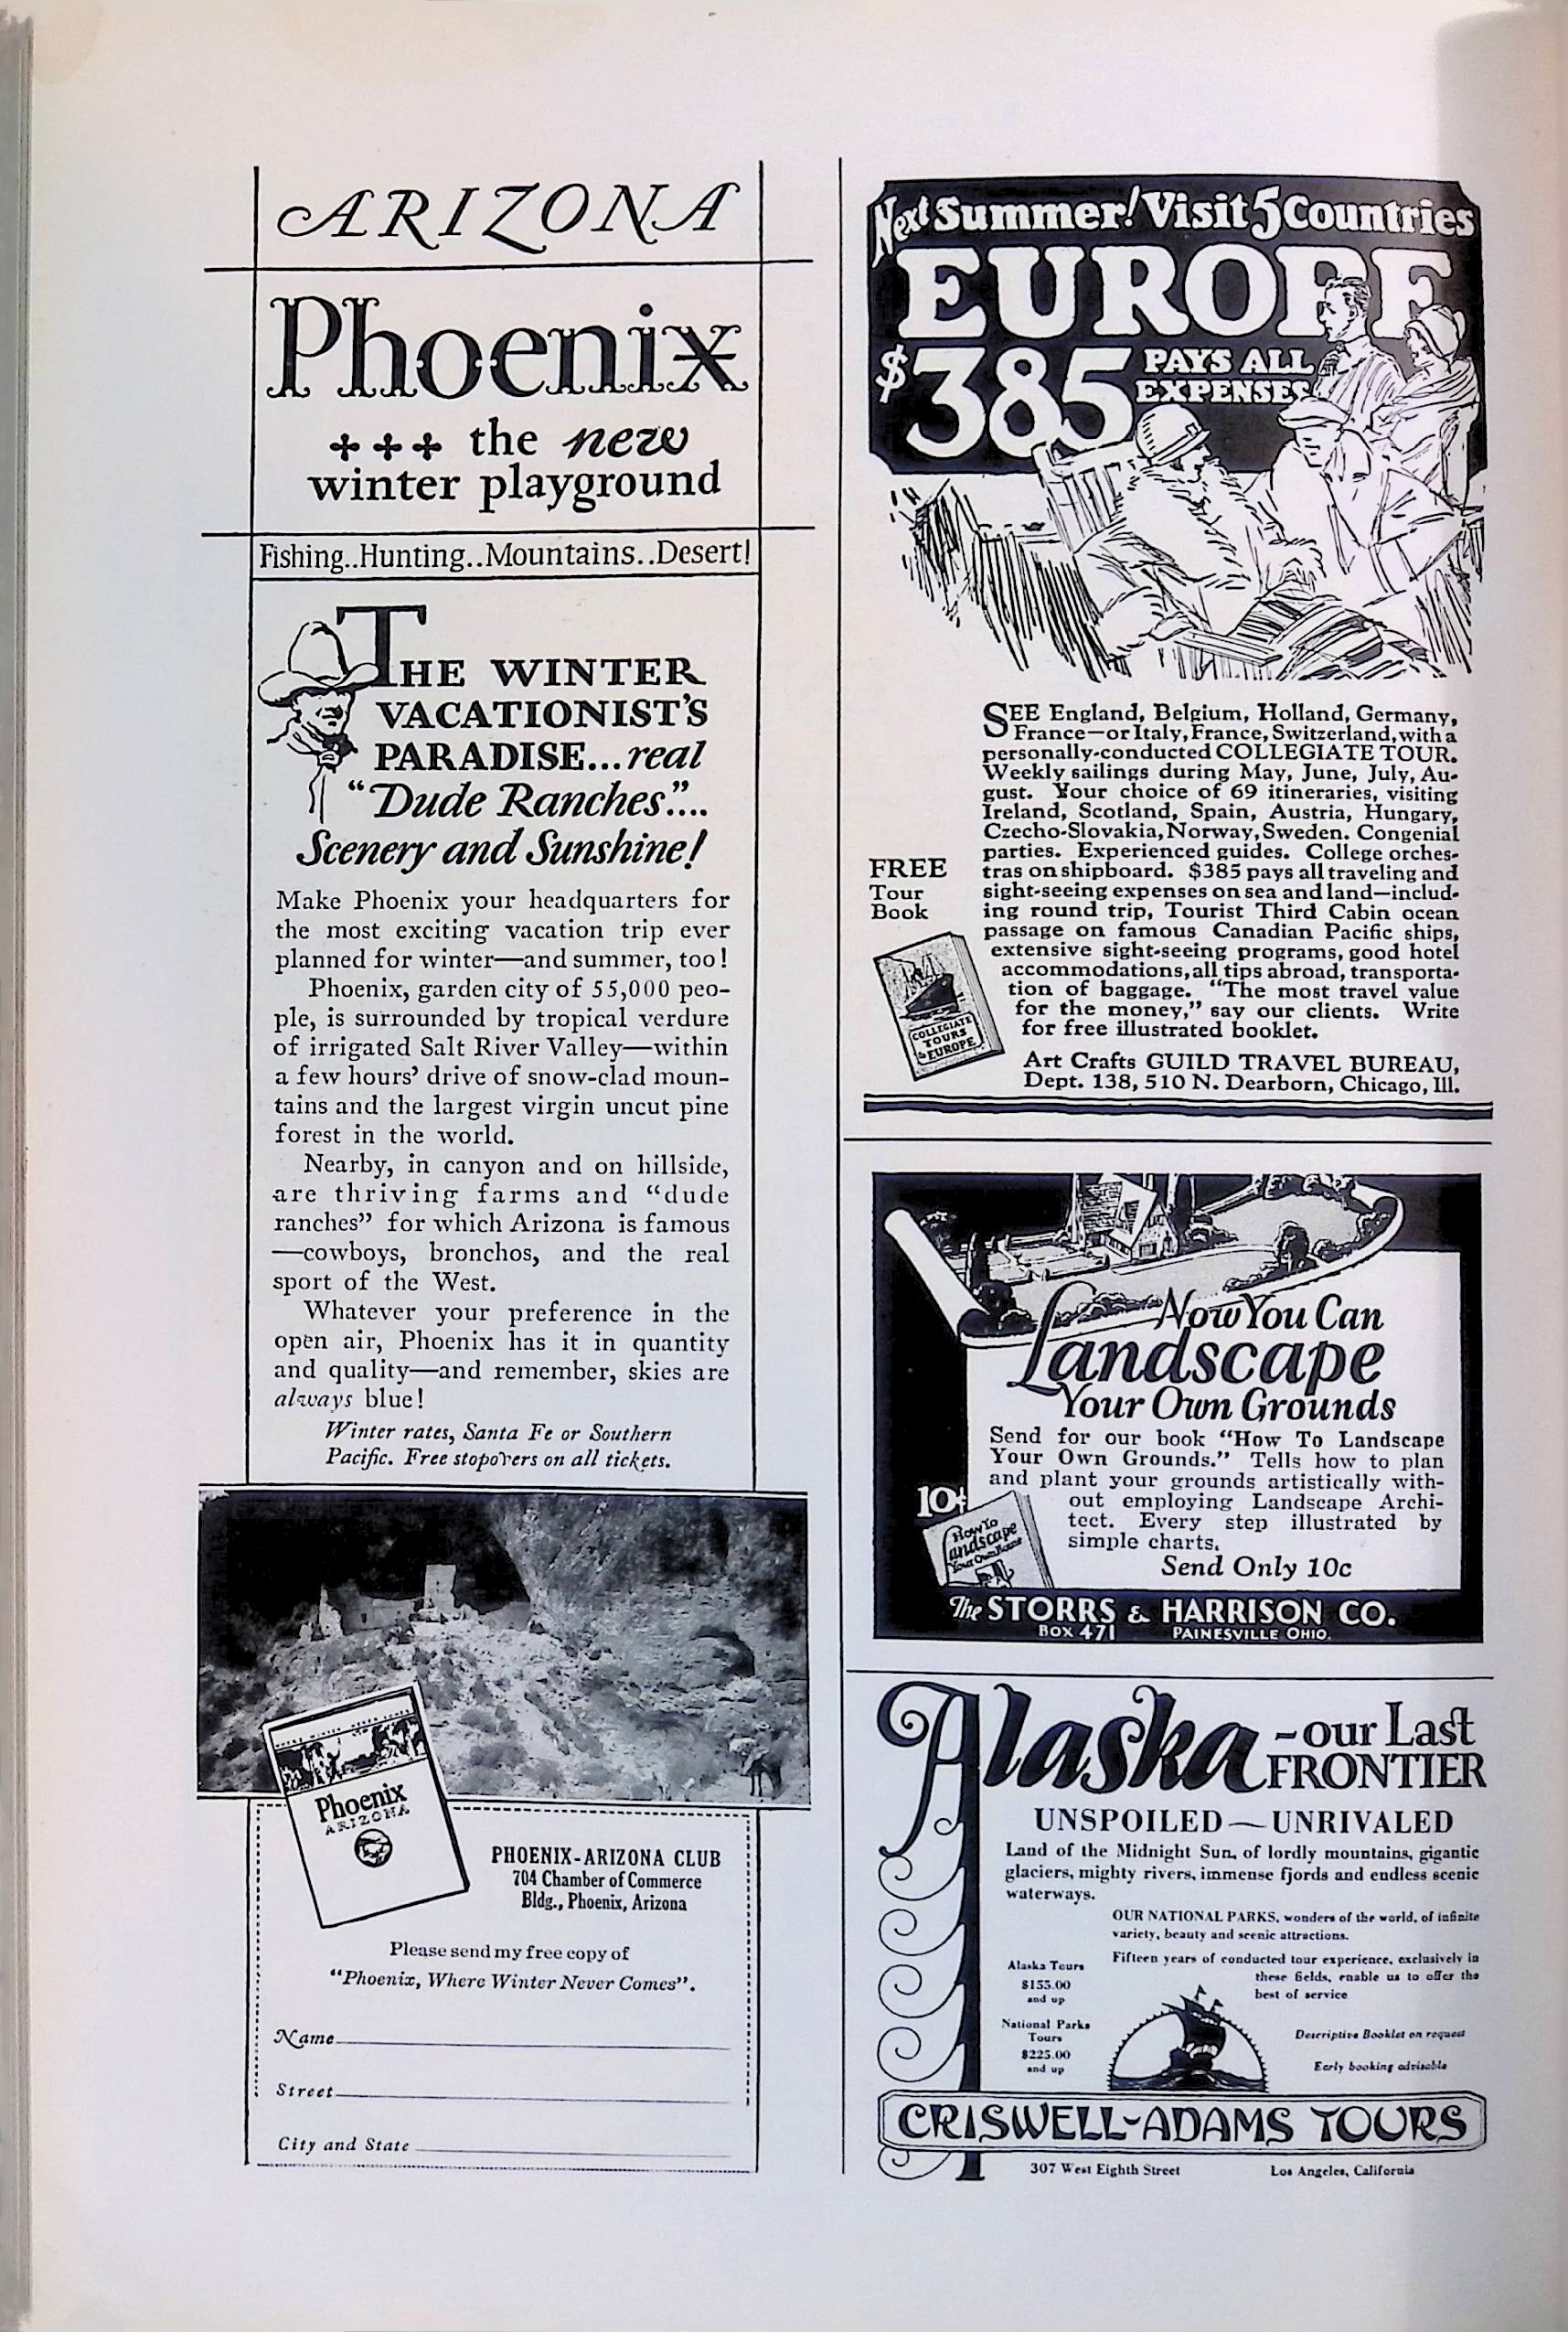 ARIZONA
Phoenix
the new
winter playground
Fishing..Hunting..Mountains..Desert!
THE WINTER
VACATIONIST'S
PARADISE...real
"Dude Ranches"....
Scenery and Sunshine!
Make Phoenix your headquarters for
the most exciting vacation trip ever
planned for winter—and summer, too!
Phoenix, garden city of 55,000 peo-
ple, is surrounded by tropical verdure
of irrigated Salt River Valley—within
a few hours' drive of snow-clad moun-
tains and the largest virgin uncut pine
forest in the world.
Nearby, in canyon and on hillside,
are thriving farms and "dude
ranches" for which Arizona is famous
—cowboys, bronchos, and the real
sport of the West.
Whatever your preference in the
open air, Phoenix has it in quantity
and quality—and remember, skies are
always blue!
Winter rates, Santa Fe or Southern
Pacific. Free stopovers on all tickets.
Phoenix
ARIZONA
PHOENIX-ARIZONA CLUB
704 Chamber of Commerce
Bldg., Phoenix, Arizona
Please send my free copy of
"Phoenix, Where Winter Never Comes".
Name
Street
City and State
Next Summer! Visit 5 Countries
EUROPE
$385 PAYS ALL
EXPENSES
SEE England, Belgium, Holland, Germany,
France—or Italy, France, Switzerland, with a
personally-conducted COLLEGIATE TOUR.
Weekly sailings during May, June, July, Au-
gust. Your choice of 69 itineraries, visiting
Ireland, Scotland, Spain, Austria, Hungary,
Czecho-Slovakia, Norway, Sweden. Congenial
parties. Experienced guides. College orches-
tras on shipboard. $385 pays all traveling and
sight-seeing expenses on sea and land—includ-
ing round trip, Tourist Third Cabin ocean
passage on famous Canadian Pacific ships,
extensive sight-seeing programs, good hotel
accommodations, all tips abroad, transporta-
tion of baggage. "The most travel value
for the money," say our clients. Write
for free illustrated booklet.
FREE
Tour
Book
COLLEGIATE
TOURS
to EUROPE
Art Crafts GUILD TRAVEL BUREAU,
Dept. 138, 510 N. Dearborn, Chicago, Ill.
Now You Can
Landscape
Your Own Grounds
Send for our book "How To Landscape
Your Own Grounds." Tells how to plan
and plant your grounds artistically with-
out employing Landscape Archi-
tect. Every step illustrated by
simple charts.
Send Only 10c
10¢
How To
Landscape
Your Own Home
The STORRS & HARRISON CO.
BOX 471 PAINESVILLE OHIO.
Alaska -our Last
FRONTIER
UNSPOILED—UNRIVALED
Land of the Midnight Sun, of lordly mountains, gigantic
glaciers, mighty rivers, immense fjords and endless scenic
waterways.
OUR NATIONAL PARKS, wonders of the world, of infinite
variety, beauty and scenic attractions.
Fifteen years of conducted tour experience, exclusively in
these fields, enable us to offer the
best of service
Alaska Tours
$155.00
and up
National Parks
Tours
$225.00
and up
Descriptive Booklet on request
Early booking advisable
CRISWELL-ADAMS TOURS
307 West Eighth Street Los Angeles, California